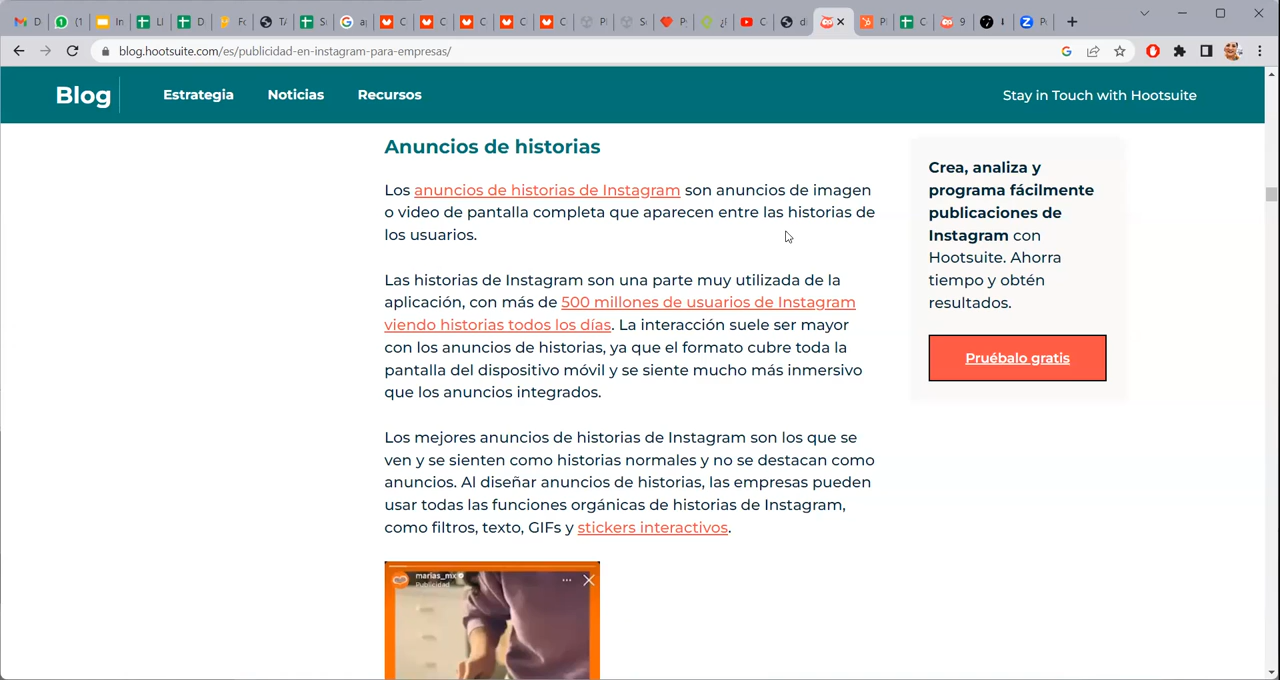 blog.hootsuite.com/es/publicidad-en-instagram-para-empresas/
Blog
Estrategia
Noticias
Recursos
Stay in Touch with Hootsuite
Anuncios de historias
Los anuncios de historias de Instagram son anuncios de imagen
o video de pantalla completa que aparecen entre las historias de
los usuarios.
Las historias de Instagram son una parte muy utilizada de la
aplicación, con más de 500 millones de usuarios de Instagram
viendo historias todos los días. La interacción suele ser mayor
con los anuncios de historias, ya que el formato cubre toda la
pantalla del dispositivo móvil y se siente mucho más inmersivo
que los anuncios integrados.
Los mejores anuncios de historias de Instagram son los que se
ven y se sienten como historias normales y no se destacan como
anuncios. Al diseñar anuncios de historias, las empresas pueden
usar todas las funciones orgánicas de historias de Instagram,
como filtros, texto, GIFs y stickers interactivos.
marias_mx
Publicidad
Crea, analiza y
programa fácilmente
publicaciones de
Instagram con
Hootsuite. Ahorra
tiempo y obtén
resultados.
Pruébalo gratis